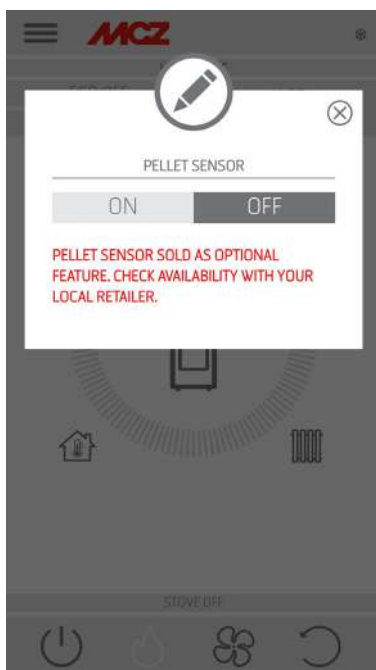 MCZ
PELLET SENSOR
ON OFF
PELLET SENSOR SOLD AS OPTIONAL
FEATURE. CHECK AVAILABILITY WITH YOUR
LOCAL RETAILER.
STOVE OFF